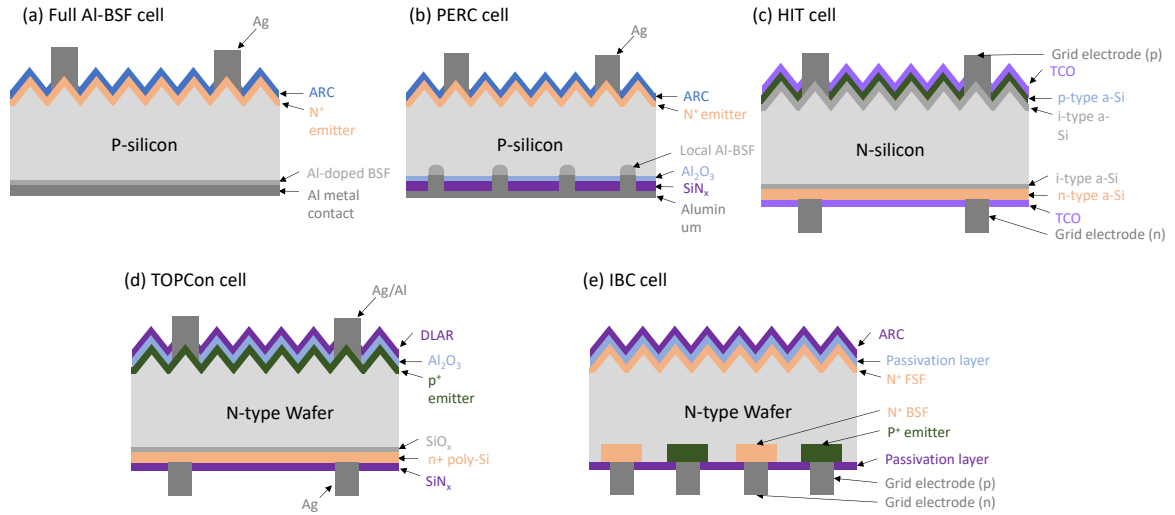 (a) Full Al-BSF cell
Ag
ARC
N⁺
emitter
P-silicon
Al-doped BSF
Al metal
contact
(b) PERC cell
Ag
ARC
N⁺ emitter
P-silicon
Local Al-BSF
Al₂O₃
SiNₓ
Alumin
um
(c) HIT cell
Grid electrode (p)
TCO
p-type a-Si
i-type a-
Si
N-silicon
i-type a-Si
n-type a-Si
TCO
Grid electrode (n)
(d) TOPCon cell
Ag/Al
DLAR
Al₂O₃
p⁺
emitter
N-type Wafer
SiOₓ
n+ poly-Si
SiNₓ
Ag
(e) IBC cell
ARC
Passivation layer
N⁺ FSF
N-type Wafer
N⁺ BSF
P⁺ emitter
Passivation layer
Grid electrode (p)
Grid electrode (n)